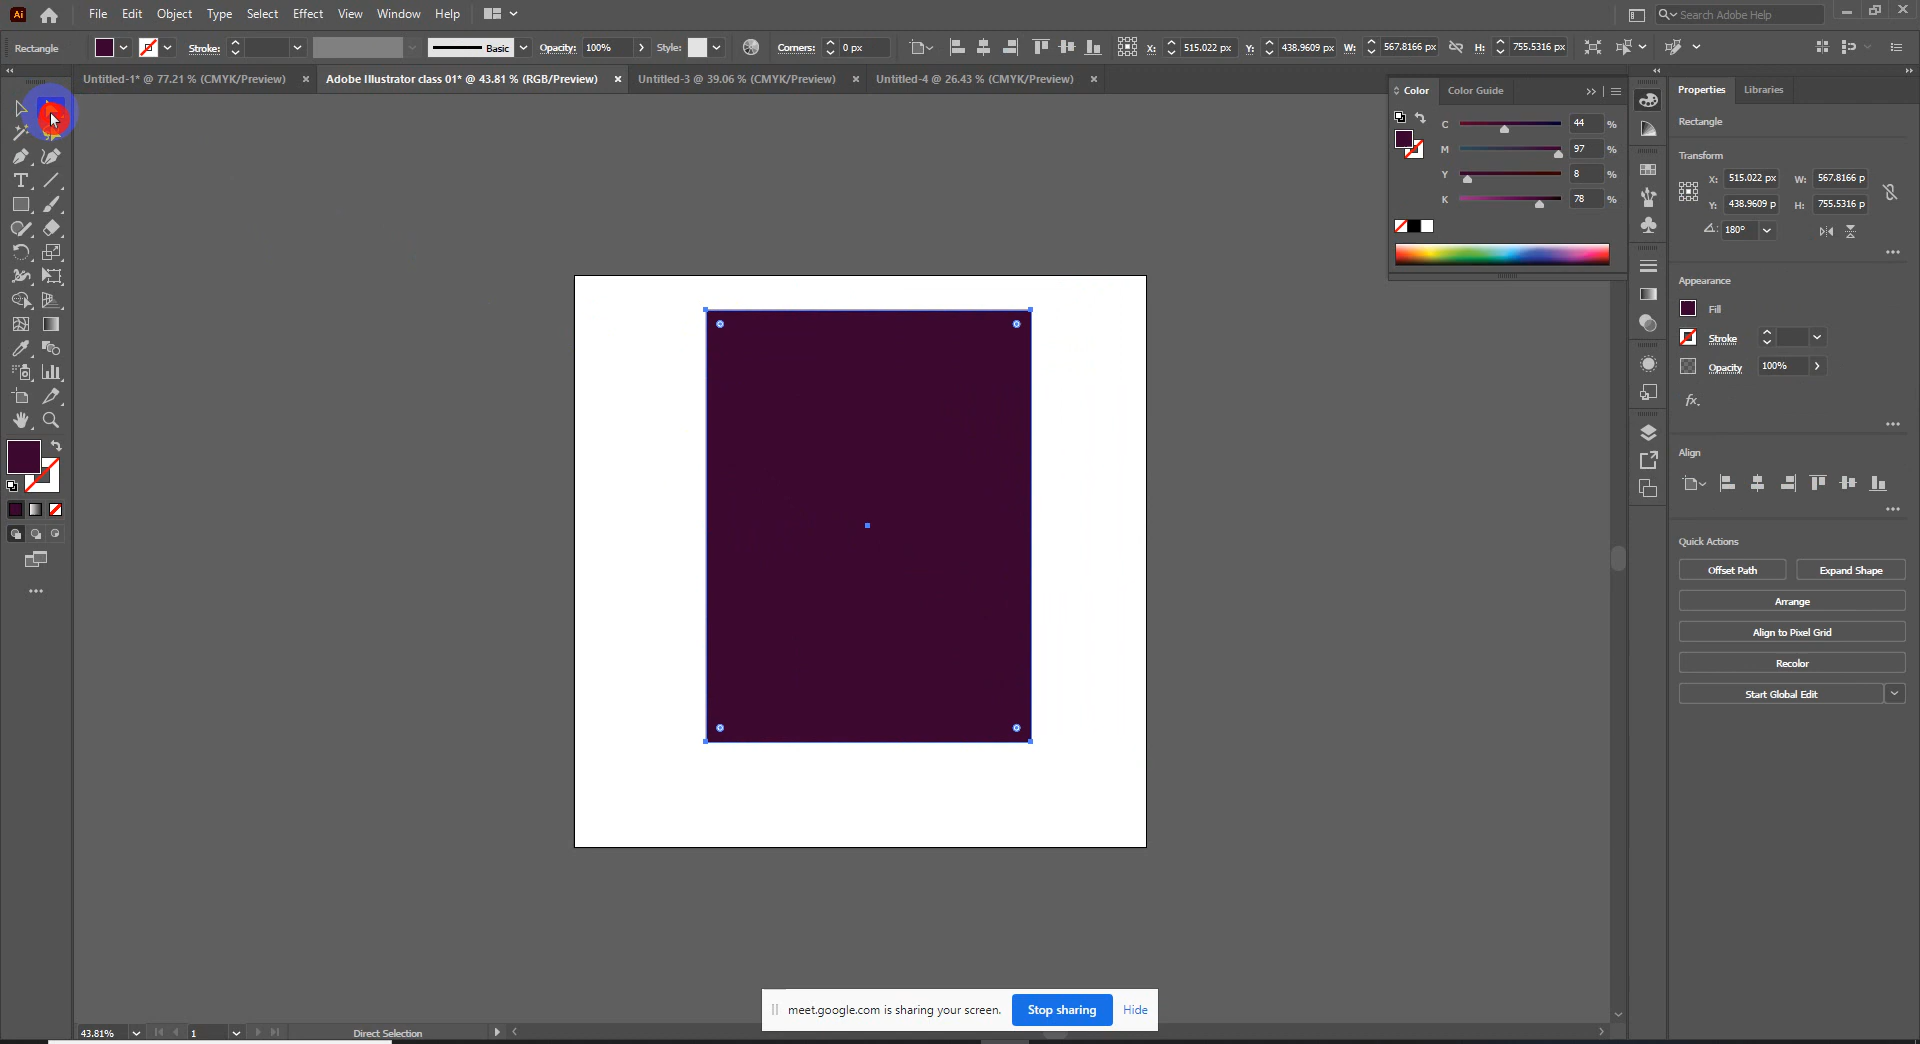 Ai File Edit Object Type Select Effect View Window Help Search Adobe Help
Rectangle Stroke: Basic Opacity: 100% Style: Corners: 0 px X: 515.022 px Y: 438.9609 px W: 567.8166 px H: 755.5316 px
Untitled-1* @ 77.21 % (CMYK/Preview) × Adobe Illustrator class 01* @ 43.81 % (RGB/Preview) × Untitled-3 @ 39.06 % (CMYK/Preview) × Untitled-4 @ 26.43 % (CMYK/Preview) ×
Color Color Guide
C 44 %
M 97 %
Y 8 %
K 78 %
Properties Libraries
Rectangle
Transform
X: 515.022 px W: 567.8166 p
Y: 438.9609 p H: 755.5316 p
180°
Appearance
Fill
Stroke
Opacity 100%
fx.
Align
Quick Actions
Offset Path Expand Shape
Arrange
Align to Pixel Grid
Recolor
Start Global Edit
meet.google.com is sharing your screen. Stop sharing Hide
43.81% 1 Direct Selection